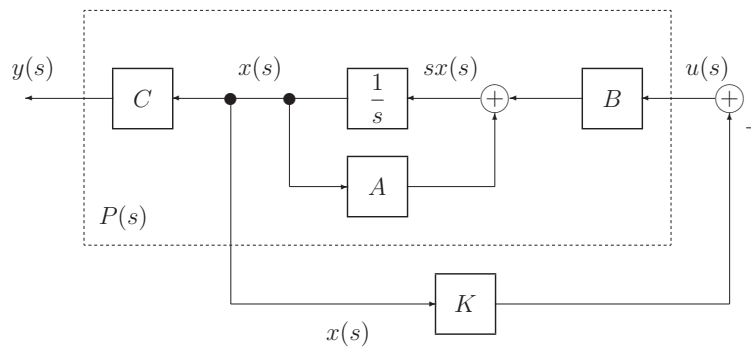 y(s) x(s) sx(s) u(s)
C 1/s + B +
A −
P(s)
K
x(s)